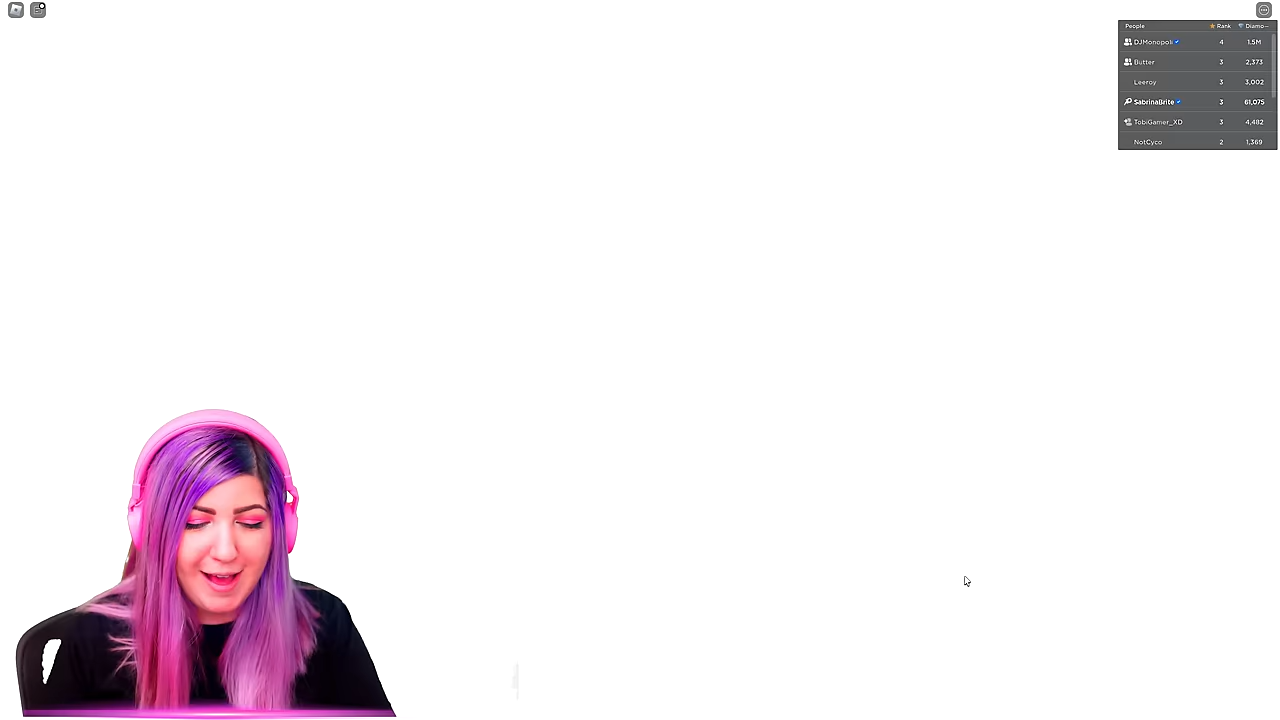 People Rank Diamo—
DJMonopoli 4 1.5M
Butter 3 2,373
Leeroy 3 3,002
SabrinaBrite 3 61,075
TobiGamer_XD 3 4,482
NotCyco 2 1,369